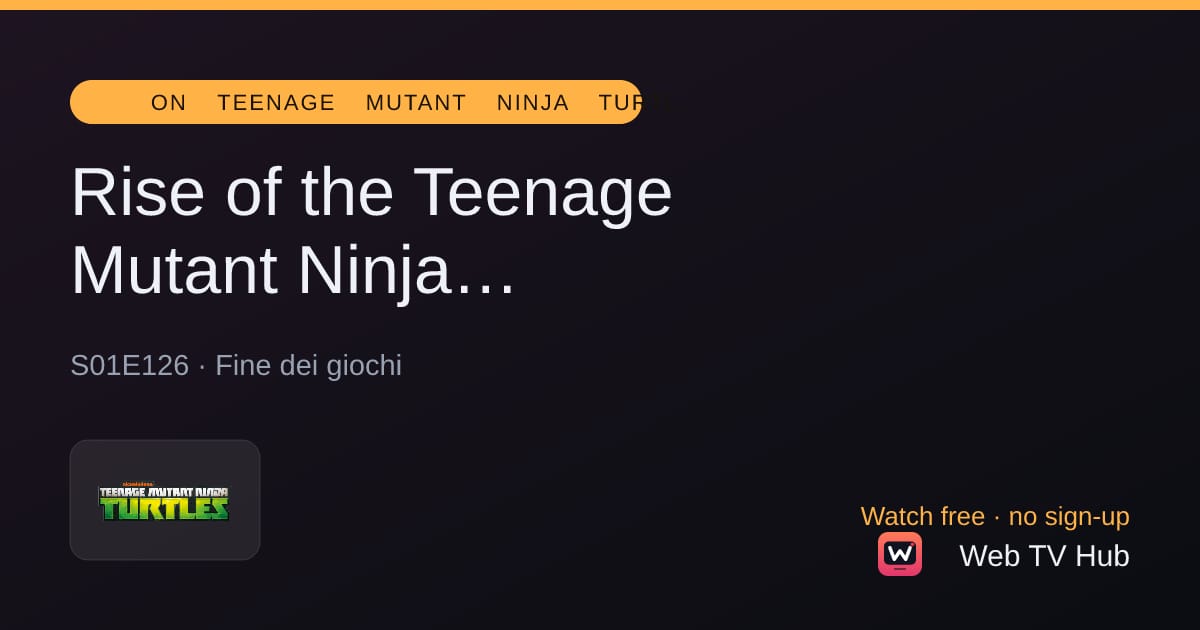 ON TEENAGE MUTANT NINJA
Rise of the Teenage
Mutant Ninja…
S01E126 · Fine dei giochi
nickelodeon
TEENAGE MUTANT NINJA
TURTLES
Watch free · no sign-up
Web TV Hub